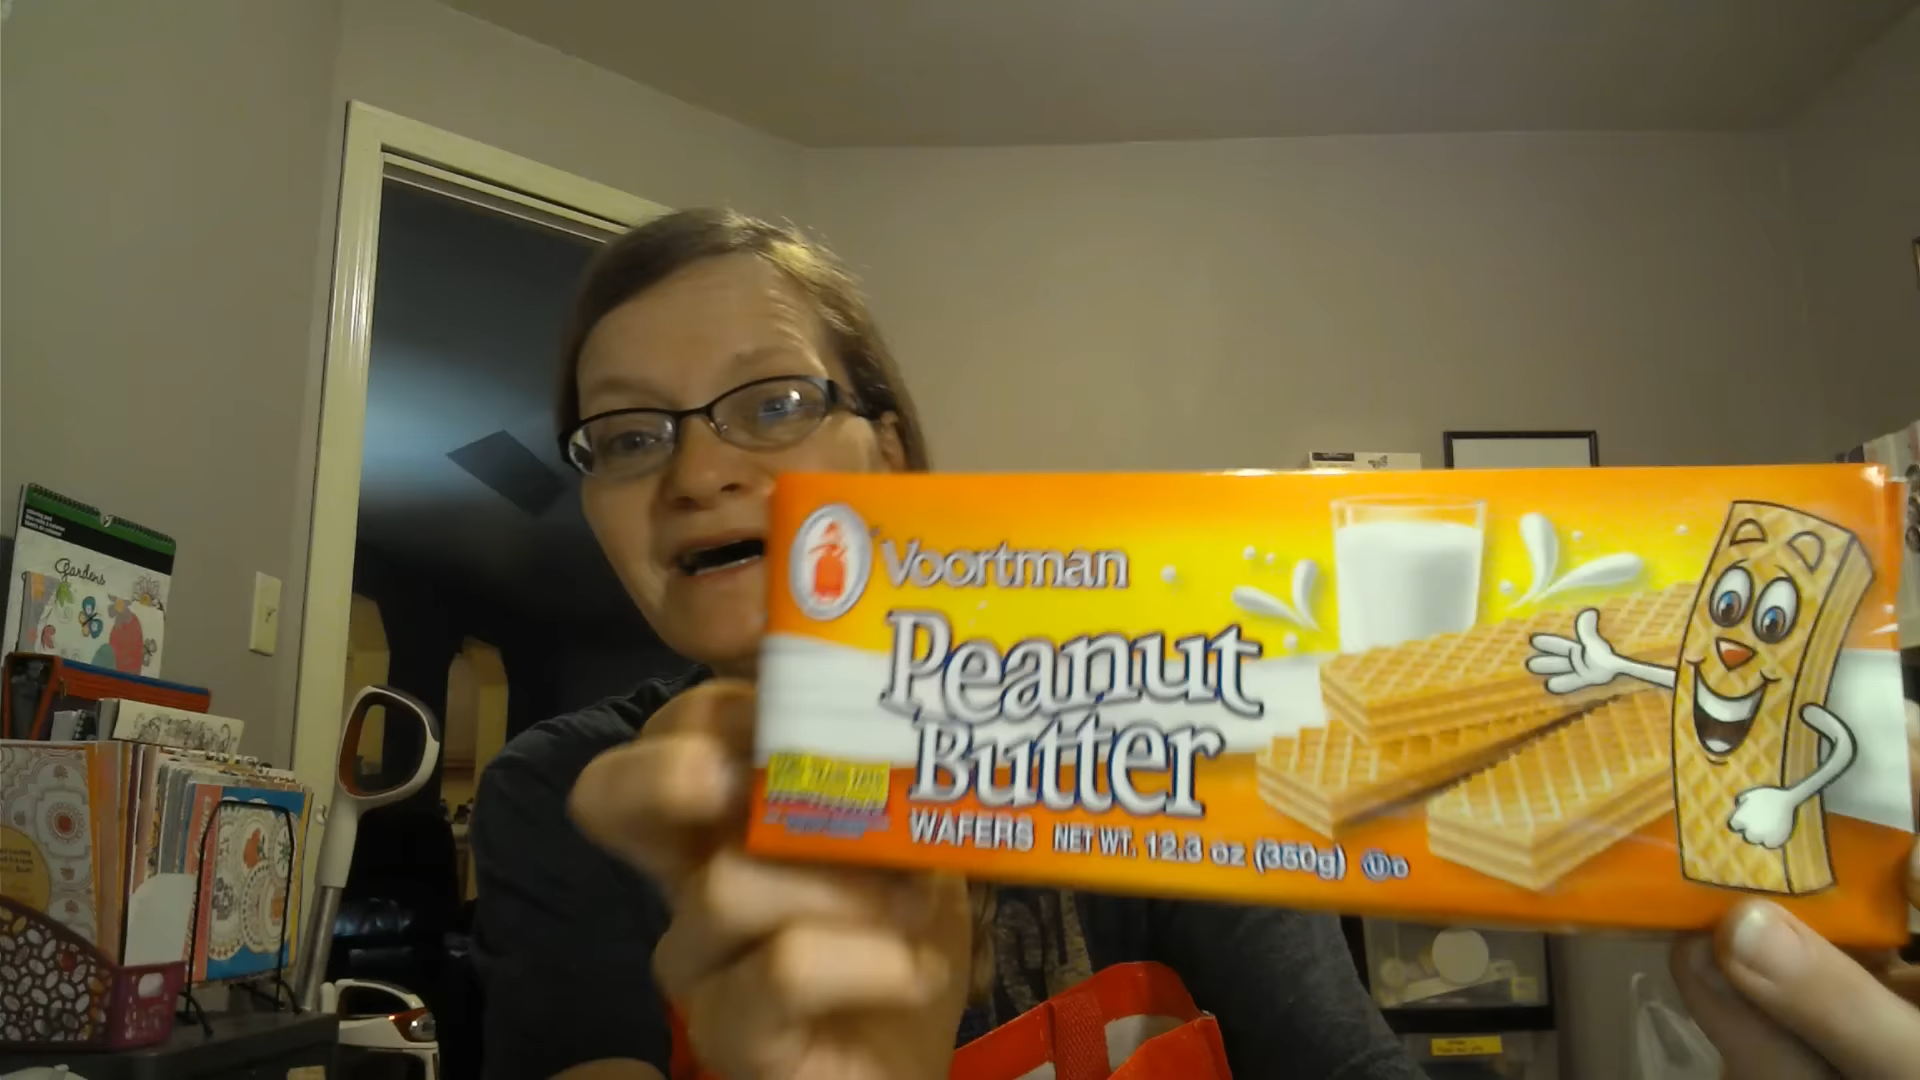 Gardens
Voortman
Peanut
Butter
WAFERS NET WT. 12.3 oz (350g) U D